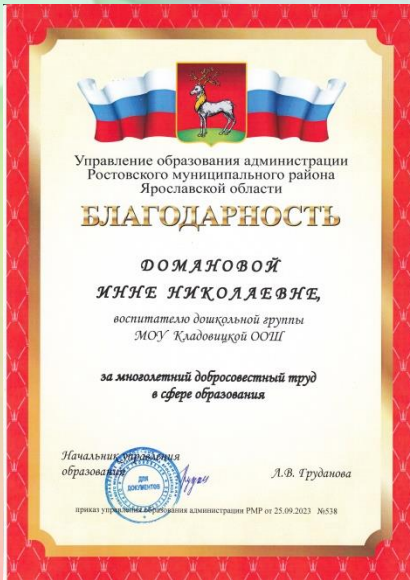 Управление образования администрации
Ростовского муниципального района
Ярославской области
БЛАГОДАРНОСТЬ
ДОМАНОВОЙ
ИННЕ НИКОЛАЕВНЕ,
воспитателю дошкольной группы
МОУ Кладовицкой ООШ
за многолетний добросовестный труд
в сфере образования
Начальник управления
образования
Л.В. Груданова
ДЛЯ
ДОКУМЕНТОВ
приказ управления образования администрации РМР от 25.09.2023 №538